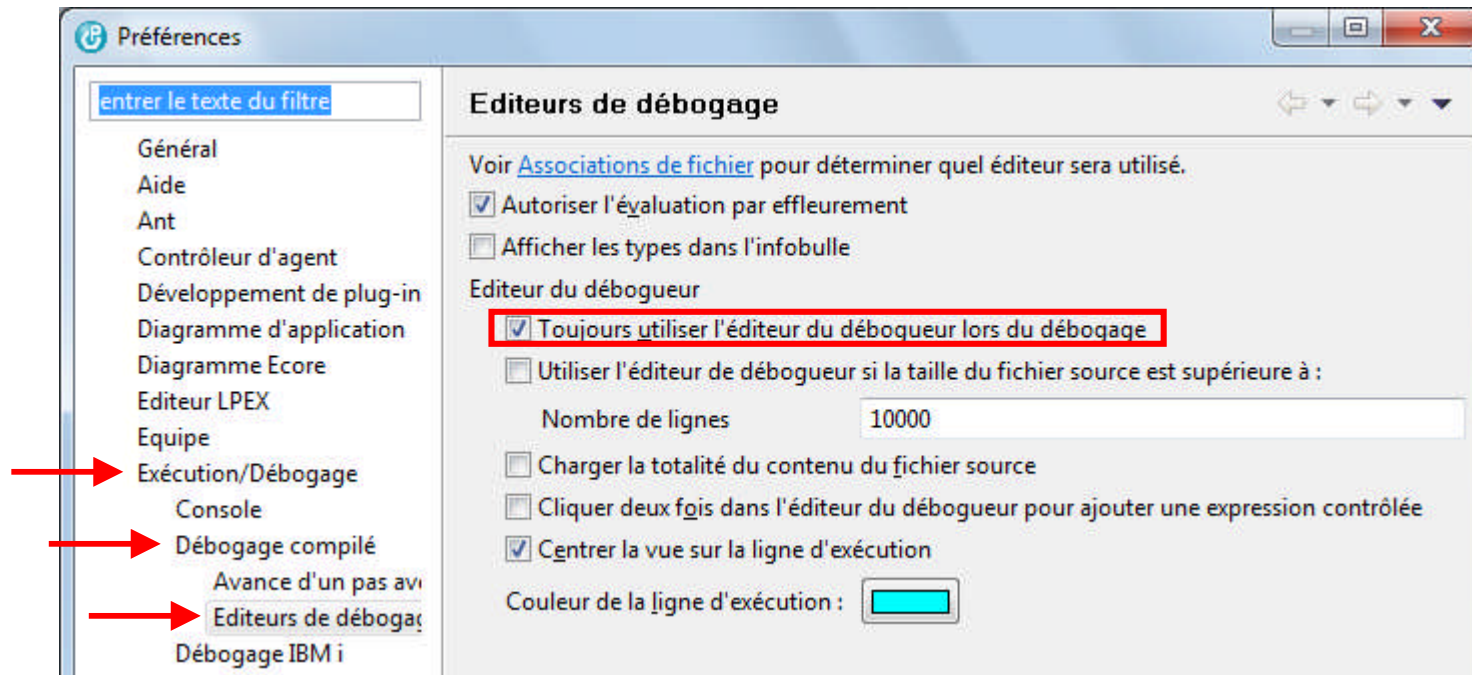 Préférences
entrer le texte du filtre
Général
Aide
Ant
Contrôleur d'agent
Développement de plug-in
Diagramme d'application
Diagramme Ecore
Editeur LPEX
Equipe
Exécution/Débogage
Console
Débogage compilé
Avance d'un pas ave
Editeurs de débogag
Débogage IBM i
Editeurs de débogage
Voir Associations de fichier pour déterminer quel éditeur sera utilisé.
Autoriser l'évaluation par effleurement
Afficher les types dans l'infobulle
Editeur du débogueur
Toujours utiliser l'éditeur du débogueur lors du débogage
Utiliser l'éditeur de débogueur si la taille du fichier source est supérieure à :
Nombre de lignes 10000
Charger la totalité du contenu du fichier source
Cliquer deux fois dans l'éditeur du débogueur pour ajouter une expression contrôlée
Centrer la vue sur la ligne d'exécution
Couleur de la ligne d'exécution :